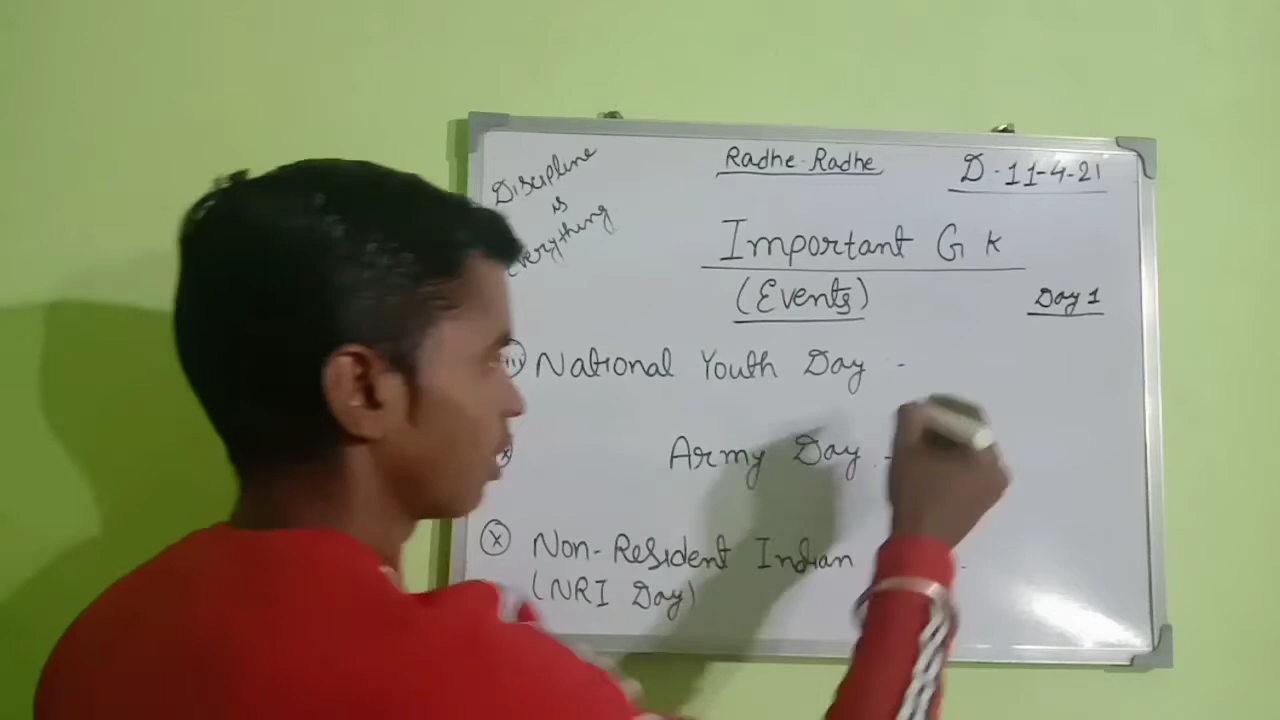 Discipline
is
Everything
Radhe-Radhe
D-11-4-21
Important G K
(Events)
Day 1
National Youth Day -
Army Day -
(X) Non-Resident Indian
(NRI Day)